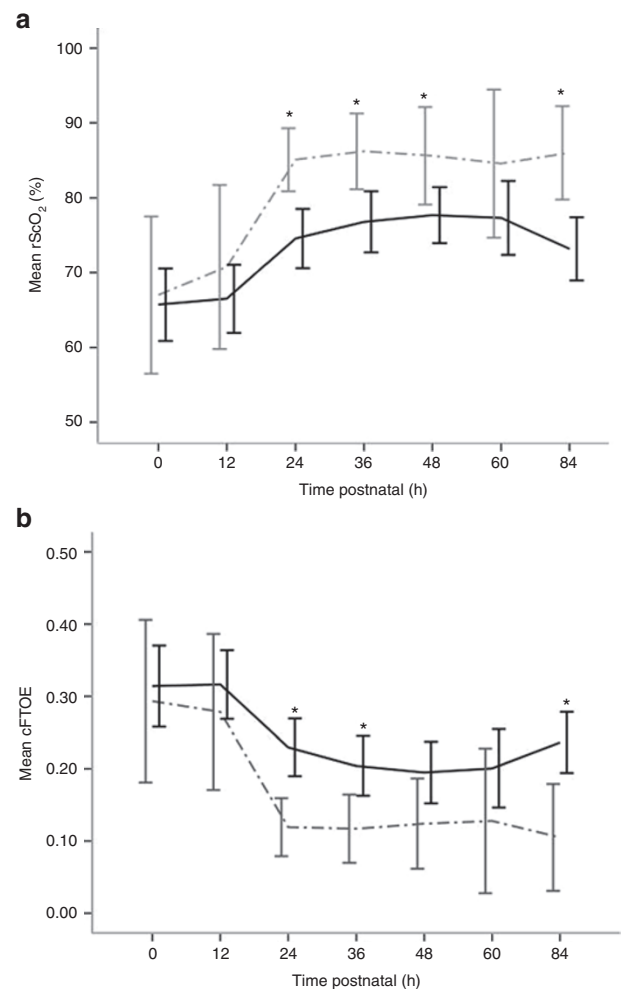 a
100
90
80
70
60
50
Mean rScO2 (%)
* * * *
0 12 24 36 48 60 84
Time postnatal (h)
b
0.50
0.40
0.30
0.20
0.10
0.00
Mean cFTOE
* * *
0 12 24 36 48 60 84
Time postnatal (h)